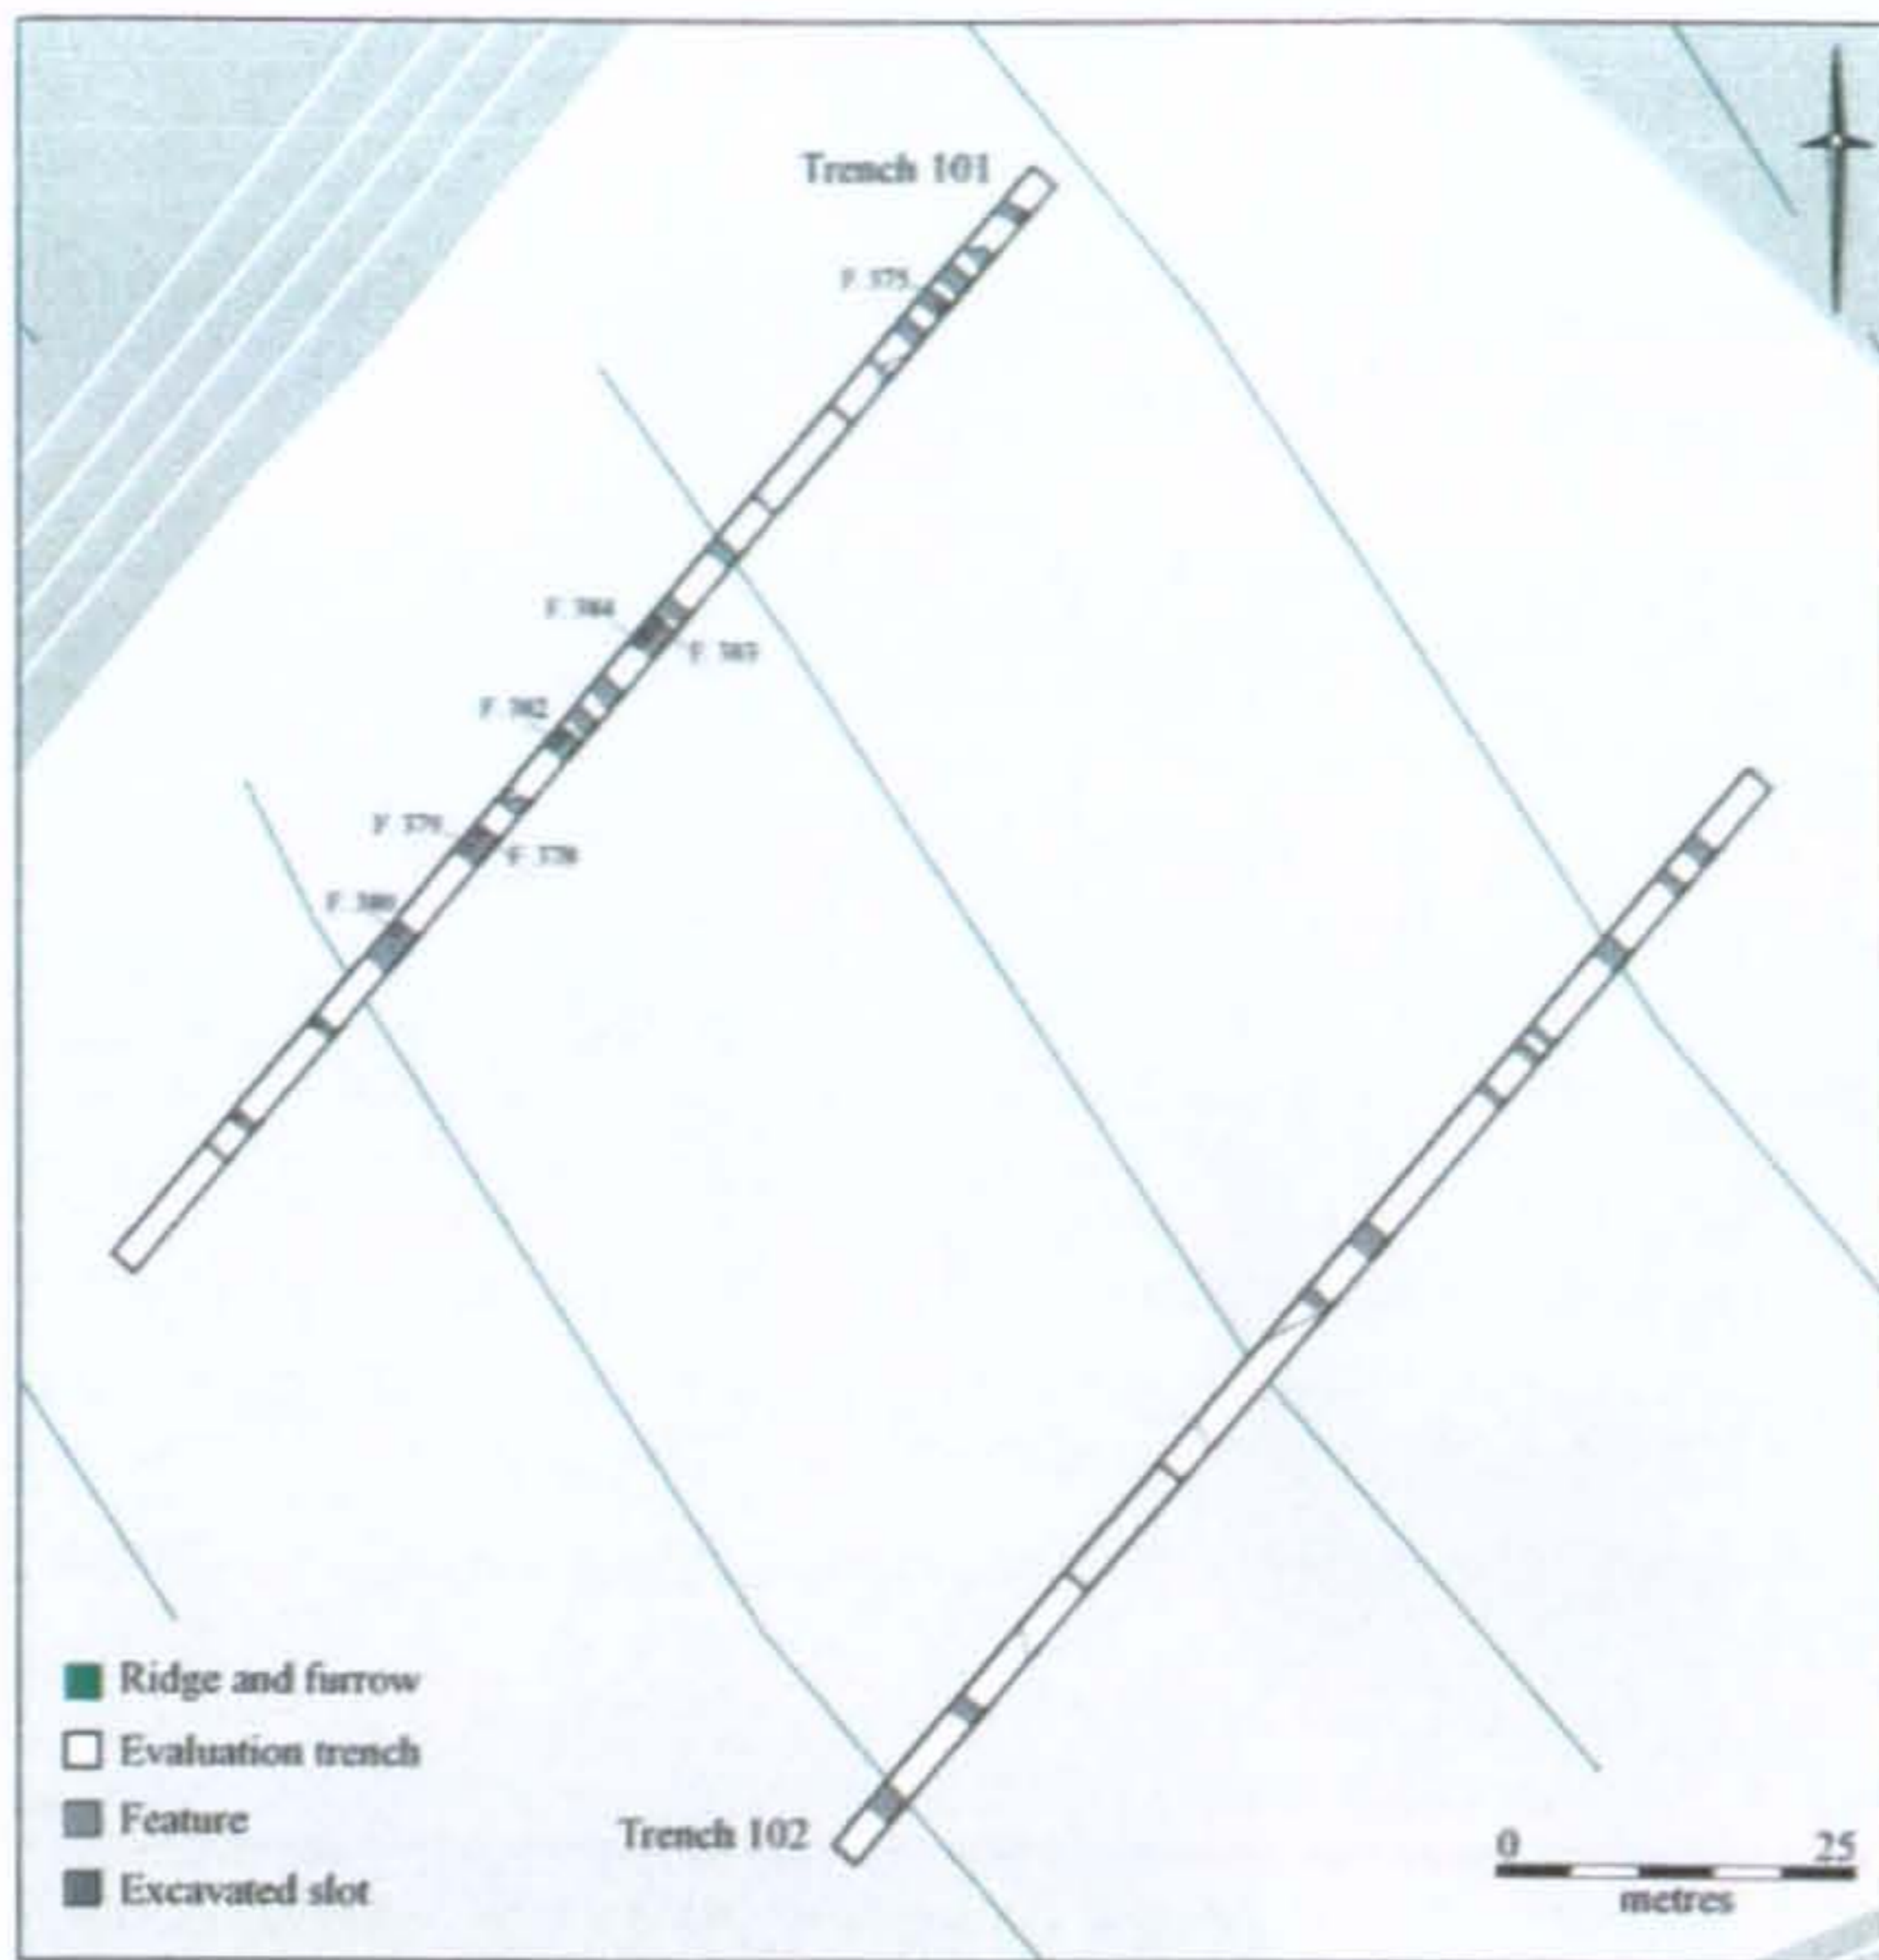 Trench 101
F. 375
F. 384
F. 383
F. 382
F. 379
F. 378
F. 380
Ridge and furrow
Evaluation trench
Feature
Excavated slot
Trench 102
0 25
metres